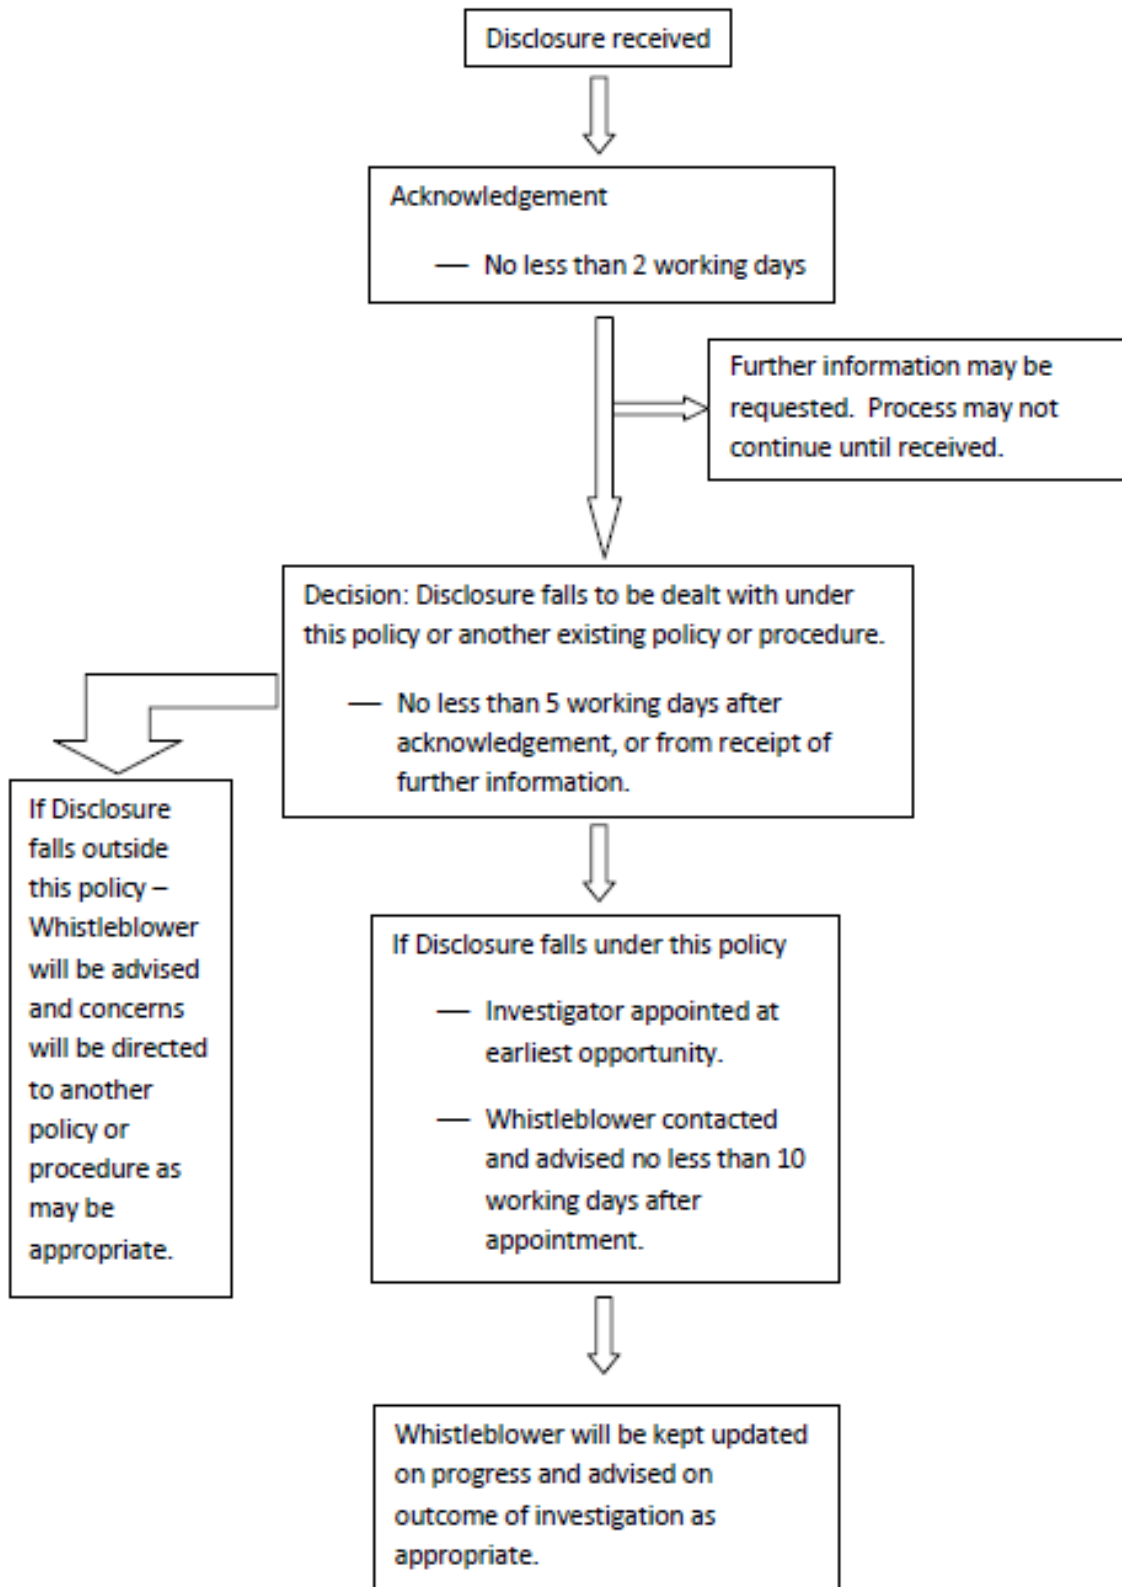 Disclosure received
Acknowledgement
— No less than 2 working days
Further information may be
requested.  Process may not
continue until received.
Decision: Disclosure falls to be dealt with under
this policy or another existing policy or procedure.
— No less than 5 working days after
acknowledgement, or from receipt of
further information.
If Disclosure
falls outside
this policy –
Whistleblower
will be advised
and concerns
will be directed
to another
policy or
procedure as
may be
appropriate.
If Disclosure falls under this policy
— Investigator appointed at
earliest opportunity.
— Whistleblower contacted
and advised no less than 10
working days after
appointment.
Whistleblower will be kept updated
on progress and advised on
outcome of investigation as
appropriate.